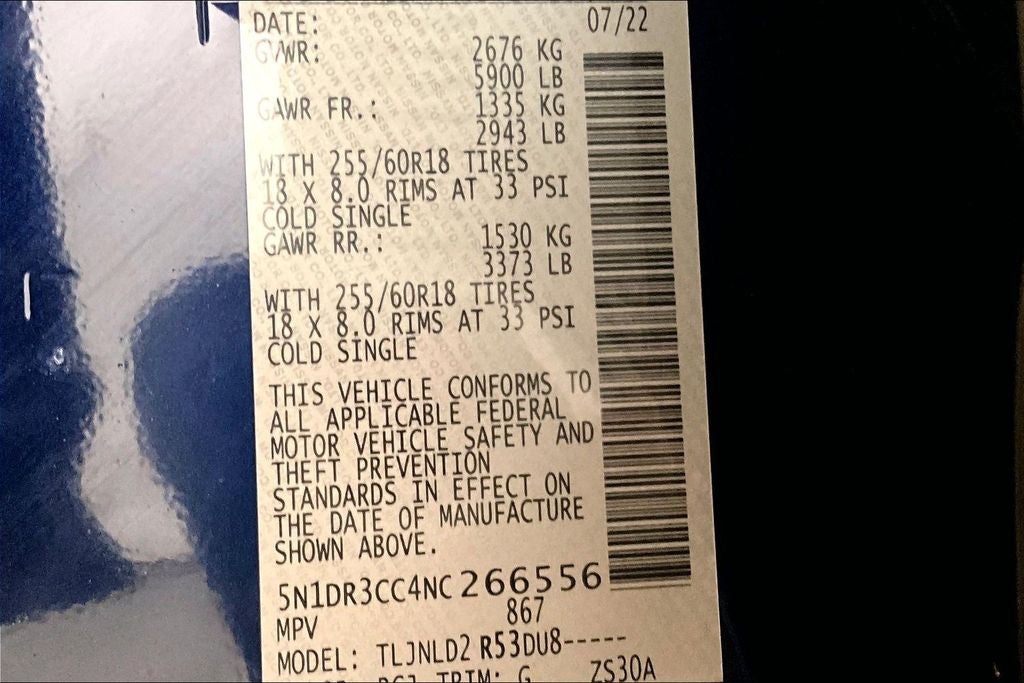 DATE: 07/22
GVWR: 2676 KG
5900 LB
GAWR FR.: 1335 KG
2943 LB
WITH 255/60R18 TIRES
18 X 8.0 RIMS AT 33 PSI
COLD SINGLE
GAWR RR.: 1530 KG
3373 LB
WITH 255/60R18 TIRES
18 X 8.0 RIMS AT 33 PSI
COLD SINGLE
THIS VEHICLE CONFORMS TO
ALL APPLICABLE FEDERAL
MOTOR VEHICLE SAFETY AND
THEFT PREVENTION
STANDARDS IN EFFECT ON
THE DATE OF MANUFACTURE
SHOWN ABOVE.
5N1DR3CC4NC266556
MPV 867
MODEL: TLJNLD2 R53DU8-----
TRIM: G ZS30A